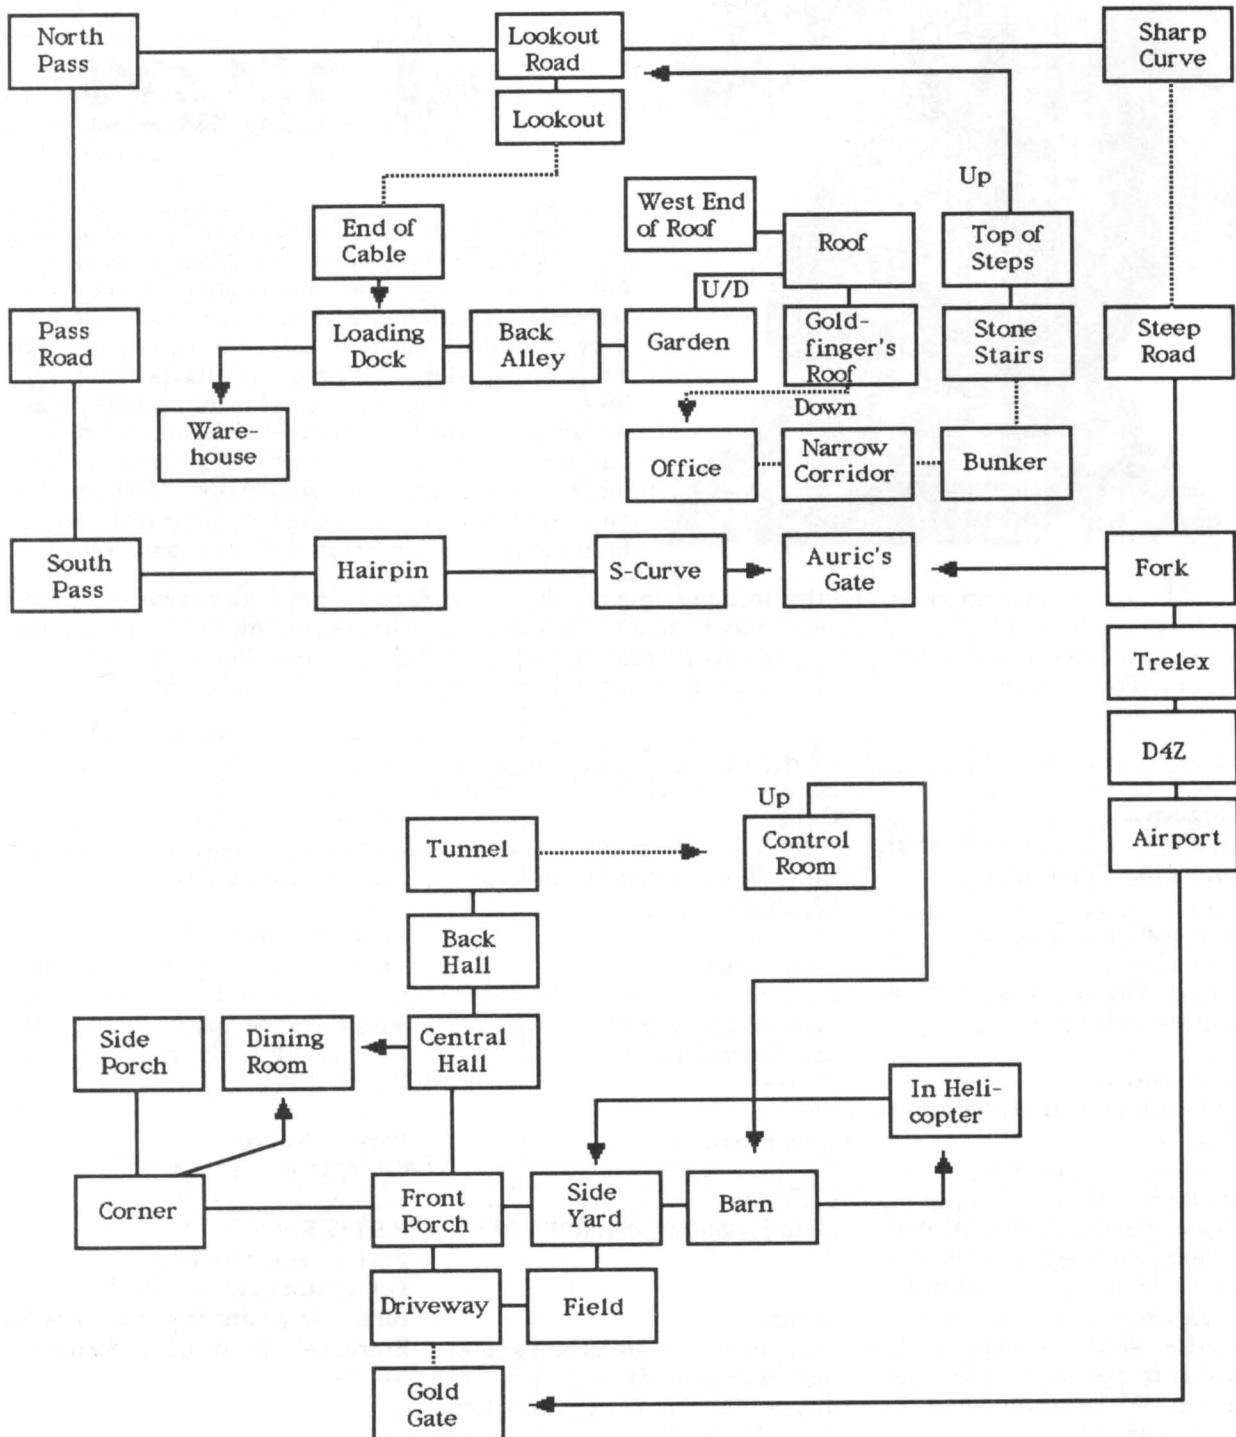 North
Pass
Lookout
Road
Sharp
Curve
Lookout
Up
End of
Cable
West End
of Roof
Roof
Top of
Steps
U/D
Pass
Road
Loading
Dock
Back
Alley
Garden
Gold-
finger's
Roof
Stone
Stairs
Steep
Road
Down
Ware-
house
Office
Narrow
Corridor
Bunker
South
Pass
Hairpin
S-Curve
Auric's
Gate
Fork
Trelex
D4Z
Up
Tunnel
Control
Room
Airport
Back
Hall
Side
Porch
Dining
Room
Central
Hall
In Heli-
copter
Corner
Front
Porch
Side
Yard
Barn
Driveway
Field
Gold
Gate